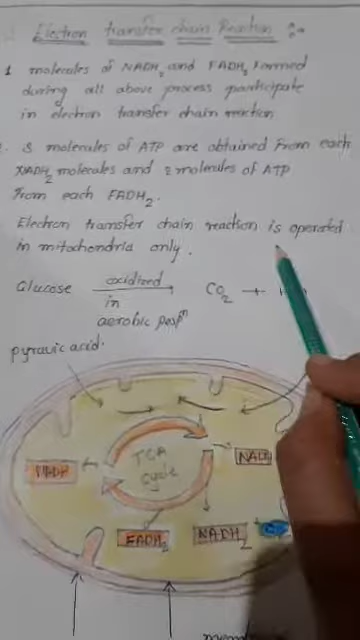 Electron transfer chain Reaction :-
1 molecules of NADH2 and FADH2 formed
during all above process participate
in electron transfer chain reaction
3 molecules of ATP are obtained from each
NADH2 molecules and 2 molecules of ATP
from each FADH2.
Electron transfer chain reaction is operated
in mitochondria only.
Glucose oxidized in aerobic respn → CO2 +
pyruvic acid.
TCA
cycle
NADH
FADH2
NADH2